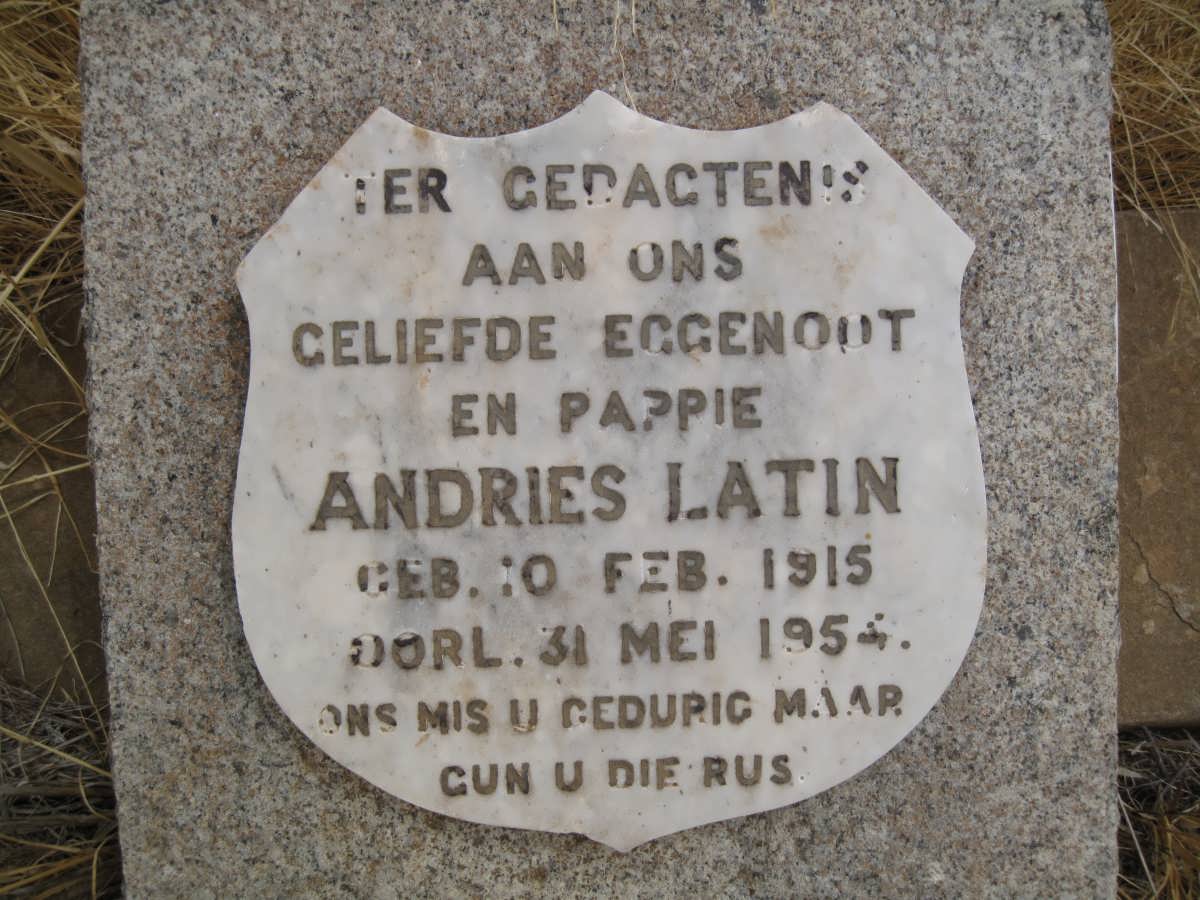 TER GEDAGTENIS
AAN ONS
GELIEFDE EGGENOOT
EN PAPPIE
ANDRIES LATIN
GEB. 10 FEB. 1915
OORL. 31 MEI 1954.
ONS MIS U GEDURIG MAAR
GUN U DIE RUS